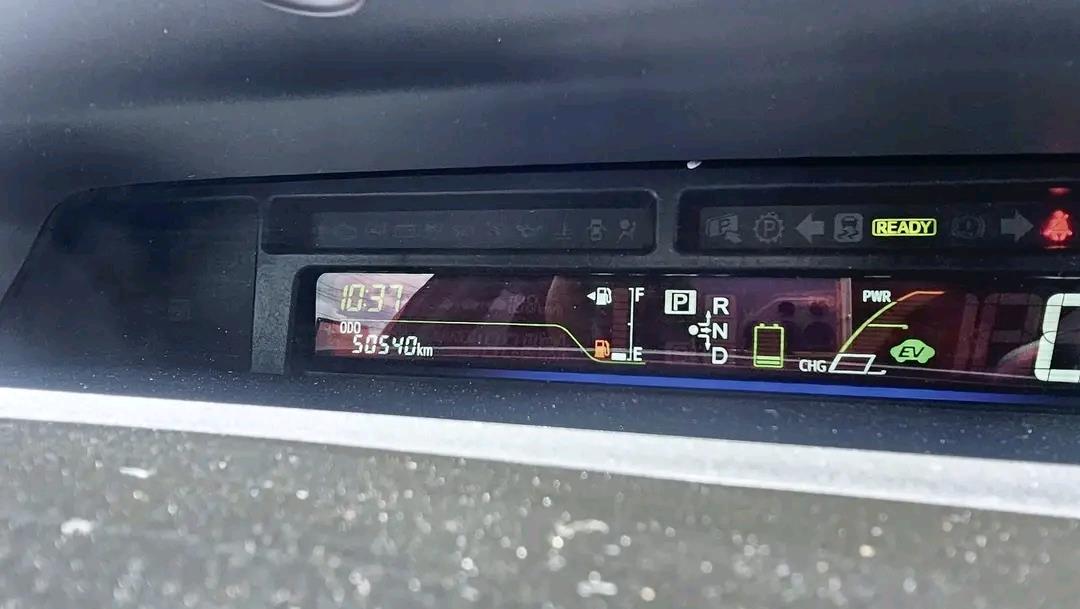 READY
10:37
ODO
50540km
F
E
P
R
N
D
PWR
CHG
EV